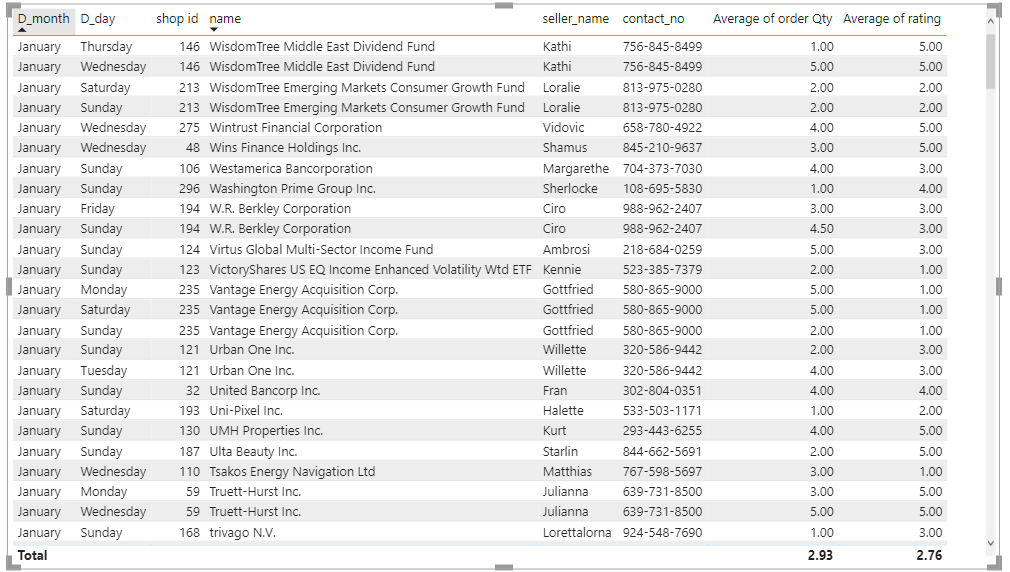 D_month D_day shop id name seller_name contact_no Average of order Qty Average of rating
January Thursday 146 WisdomTree Middle East Dividend Fund Kathi 756-845-8499 1.00 5.00
January Wednesday 146 WisdomTree Middle East Dividend Fund Kathi 756-845-8499 5.00 5.00
January Saturday 213 WisdomTree Emerging Markets Consumer Growth Fund Loralie 813-975-0280 2.00 2.00
January Sunday 213 WisdomTree Emerging Markets Consumer Growth Fund Loralie 813-975-0280 2.00 2.00
January Wednesday 275 Wintrust Financial Corporation Vidovic 658-780-4922 4.00 5.00
January Wednesday 48 Wins Finance Holdings Inc. Shamus 845-210-9637 3.00 5.00
January Sunday 106 Westamerica Bancorporation Margarethe 704-373-7030 4.00 3.00
January Sunday 296 Washington Prime Group Inc. Sherlocke 108-695-5830 1.00 4.00
January Friday 194 W.R. Berkley Corporation Ciro 988-962-2407 3.00 3.00
January Sunday 194 W.R. Berkley Corporation Ciro 988-962-2407 4.50 3.00
January Sunday 124 Virtus Global Multi-Sector Income Fund Ambrosi 218-684-0259 5.00 3.00
January Sunday 123 VictoryShares US EQ Income Enhanced Volatility Wtd ETF Kennie 523-385-7379 2.00 1.00
January Monday 235 Vantage Energy Acquisition Corp. Gottfried 580-865-9000 5.00 1.00
January Saturday 235 Vantage Energy Acquisition Corp. Gottfried 580-865-9000 5.00 1.00
January Sunday 235 Vantage Energy Acquisition Corp. Gottfried 580-865-9000 2.00 1.00
January Sunday 121 Urban One Inc. Willette 320-586-9442 2.00 3.00
January Tuesday 121 Urban One Inc. Willette 320-586-9442 4.00 3.00
January Sunday 32 United Bancorp Inc. Fran 302-804-0351 4.00 4.00
January Saturday 193 Uni-Pixel Inc. Halette 533-503-1171 1.00 2.00
January Sunday 130 UMH Properties Inc. Kurt 293-443-6255 4.00 5.00
January Sunday 187 Ulta Beauty Inc. Starlin 844-662-5691 2.00 5.00
January Wednesday 110 Tsakos Energy Navigation Ltd Matthias 767-598-5697 3.00 1.00
January Monday 59 Truett-Hurst Inc. Julianna 639-731-8500 3.00 5.00
January Wednesday 59 Truett-Hurst Inc. Julianna 639-731-8500 5.00 5.00
January Sunday 168 trivago N.V. Lorettalorna 924-548-7690 1.00 3.00
Total 2.93 2.76